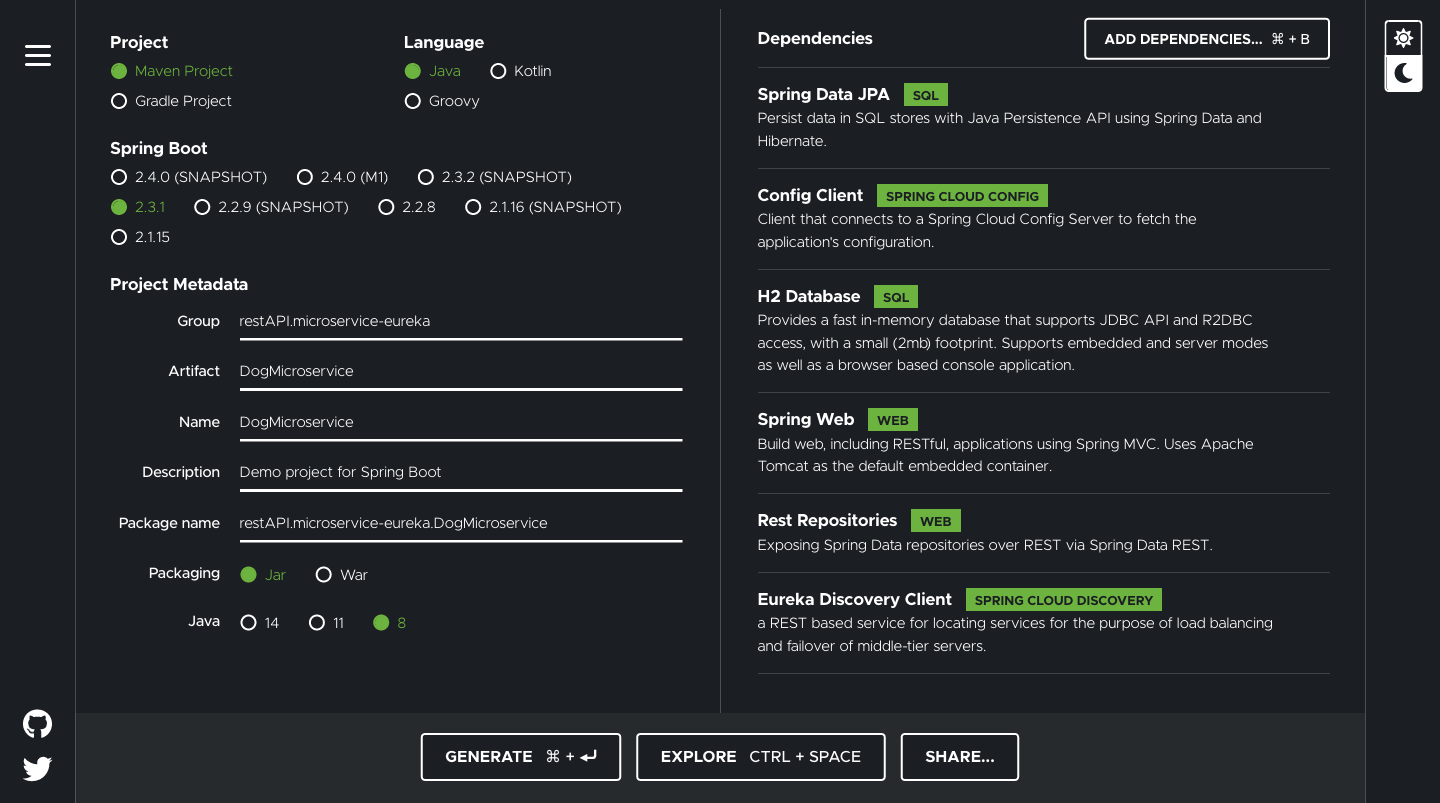 Project
Maven Project
Gradle Project
Language
Java Kotlin
Groovy
Spring Boot
2.4.0 (SNAPSHOT) 2.4.0 (M1) 2.3.2 (SNAPSHOT)
2.3.1 2.2.9 (SNAPSHOT) 2.2.8 2.1.16 (SNAPSHOT)
2.1.15
Project Metadata
Group restAPI.microservice-eureka
Artifact DogMicroservice
Name DogMicroservice
Description Demo project for Spring Boot
Package name restAPI.microservice-eureka.DogMicroservice
Packaging Jar War
Java 14 11 8
Dependencies
ADD DEPENDENCIES... ⌘ + B
Spring Data JPA SQL
Persist data in SQL stores with Java Persistence API using Spring Data and
Hibernate.
Config Client SPRING CLOUD CONFIG
Client that connects to a Spring Cloud Config Server to fetch the
application's configuration.
H2 Database SQL
Provides a fast in-memory database that supports JDBC API and R2DBC
access, with a small (2mb) footprint. Supports embedded and server modes
as well as a browser based console application.
Spring Web WEB
Build web, including RESTful, applications using Spring MVC. Uses Apache
Tomcat as the default embedded container.
Rest Repositories WEB
Exposing Spring Data repositories over REST via Spring Data REST.
Eureka Discovery Client SPRING CLOUD DISCOVERY
a REST based service for locating services for the purpose of load balancing
and failover of middle-tier servers.
GENERATE ⌘ + ↵
EXPLORE CTRL + SPACE
SHARE...